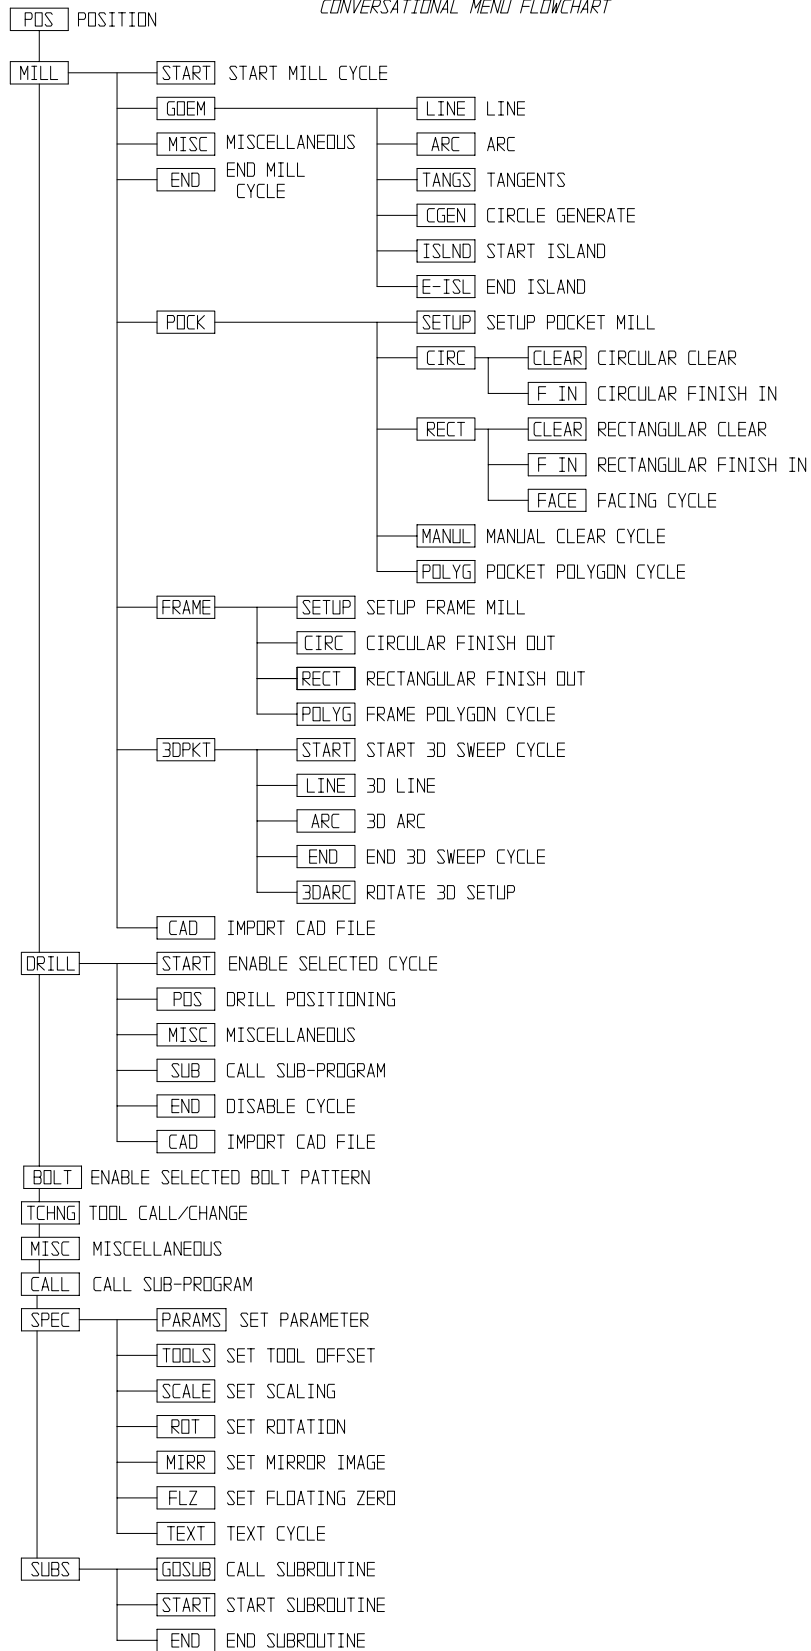 CONVERSATIONAL MENU FLOWCHART
POS POSITION
MILL START START MILL CYCLE
GOEM LINE LINE
MISC MISCELLANEOUS ARC ARC
END END MILL CYCLE TANGS TANGENTS
CGEN CIRCLE GENERATE
ISLND START ISLAND
E-ISL END ISLAND
POCK SETUP SETUP POCKET MILL
CIRC CLEAR CIRCULAR CLEAR
F IN CIRCULAR FINISH IN
RECT CLEAR RECTANGULAR CLEAR
F IN RECTANGULAR FINISH IN
FACE FACING CYCLE
MANUL MANUAL CLEAR CYCLE
POLYG POCKET POLYGON CYCLE
FRAME SETUP SETUP FRAME MILL
CIRC CIRCULAR FINISH OUT
RECT RECTANGULAR FINISH OUT
POLYG FRAME POLYGON CYCLE
3DPKT START START 3D SWEEP CYCLE
LINE 3D LINE
ARC 3D ARC
END END 3D SWEEP CYCLE
3DARC ROTATE 3D SETUP
CAD IMPORT CAD FILE
DRILL START ENABLE SELECTED CYCLE
POS DRILL POSITIONING
MISC MISCELLANEOUS
SUB CALL SUB-PROGRAM
END DISABLE CYCLE
CAD IMPORT CAD FILE
BOLT ENABLE SELECTED BOLT PATTERN
TCHNG TOOL CALL/CHANGE
MISC MISCELLANEOUS
CALL CALL SUB-PROGRAM
SPEC PARAMS SET PARAMETER
TOOLS SET TOOL OFFSET
SCALE SET SCALING
ROT SET ROTATION
MIRR SET MIRROR IMAGE
FLZ SET FLOATING ZERO
TEXT TEXT CYCLE
SUBS GOSUB CALL SUBROUTINE
START START SUBROUTINE
END END SUBROUTINE